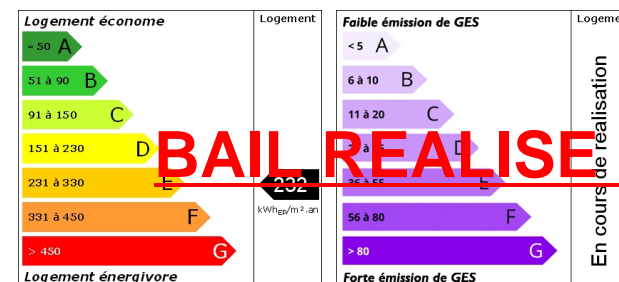 Logement économe
Logement
- 50 A
51 à 90 B
91 à 150 C
151 à 230 D
231 à 330 E
331 à 450 F
> 450 G
232
kWhEP/m².an
Logement énergivore
Faible émission de GES
< 5 A
6 à 10 B
11 à 20 C
D
36 à 55 E
56 à 80 F
> 80 G
Forte émission de GES
En cours de realisation
BAIL REALISE